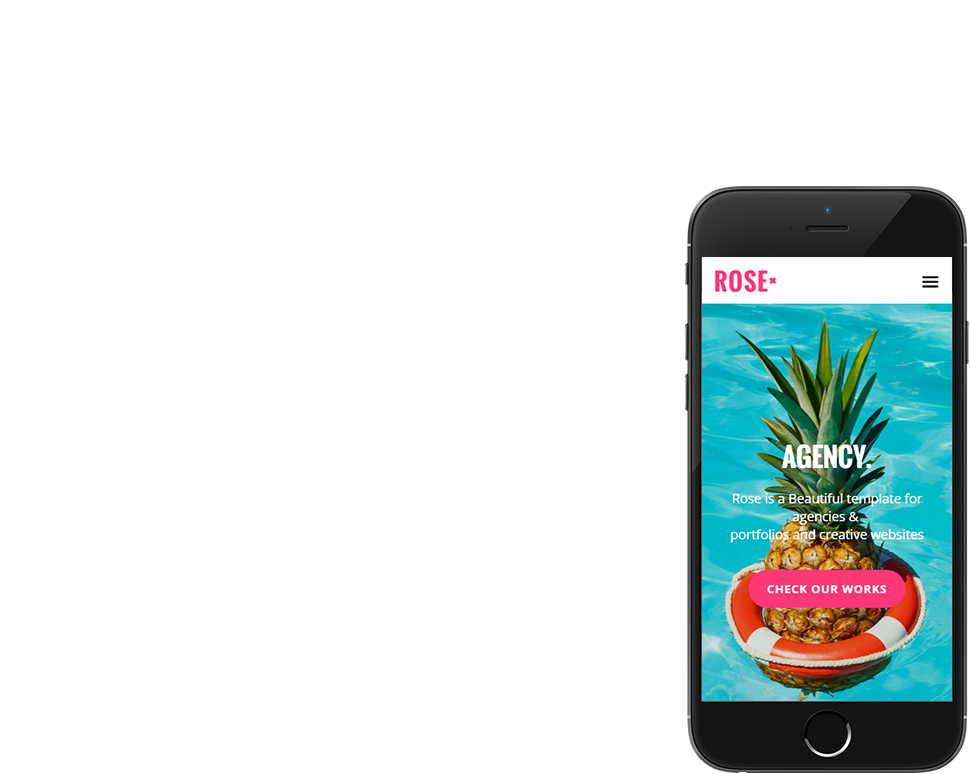 ROSE
AGENCY.
Rose is a Beautiful template for
agencies &
portfolios and creative websites
CHECK OUR WORKS